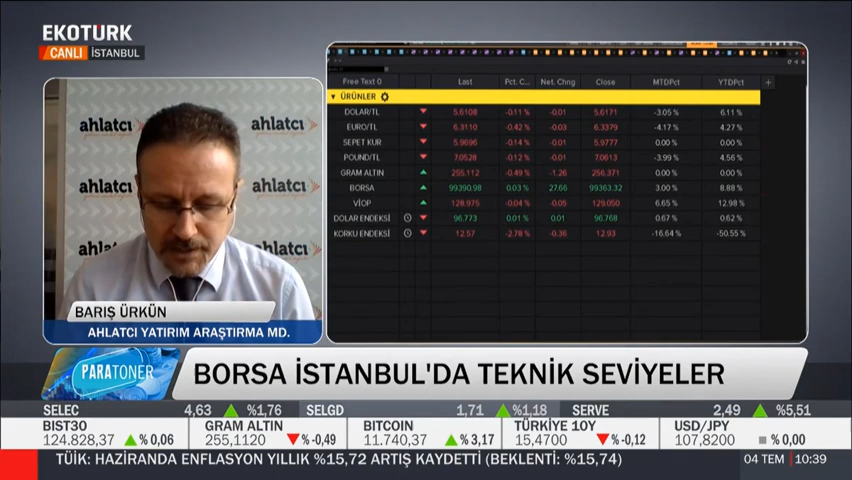 EKOTÜRK
CANLI İSTANBUL
ahlatcı
ahlatcı
ahlatcı
ahlatcı
Free Text 0 Last Pct. C... Net. Chng Close MTDPct YTDPct +
ÜRÜNLER
DOLAR/TL 5.6108 -0.11 % -0.01 5.6171 -3.05 % 6.11 %
EURO/TL 6.3110 -0.42 % -0.03 6.3379 -4.17 % 4.27 %
SEPET KUR 5.9696 -0.14 % -0.01 5.9777 0.00 % 0.00 %
POUND/TL 7.0528 -0.12 % -0.01 7.0613 -3.99 % 4.56 %
GRAM ALTIN 255.112 -0.49 % -1.26 256.371 0.00 % 0.00 %
BORSA 99390.98 0.03 % 27.66 99363.32 3.00 % 8.88 %
VİOP 128.975 -0.04 % -0.05 129.050 6.65 % 12.98 %
DOLAR ENDEKSİ 96.773 0.01 % 0.01 96.768 0.67 % 0.62 %
KORKU ENDEKSİ 12.57 -2.78 % -0.36 12.93 -16.64 % -50.55 %
BARIŞ ÜRKÜN
AHLATCI YATIRIM ARAŞTIRMA MD.
PARATONER
BORSA İSTANBUL'DA TEKNİK SEVİYELER
SELEC 4,63 %1,76 SELGD 1,71 %1,18 SERVE 2,49 %5,51
BIST30 GRAM ALTIN BITCOIN TÜRKİYE 10Y USD/JPY
124.828,37 % 0,06 255,1120 % -0,49 11.740,37 % 3,17 15,4700 % -0,12 107,8200 % 0,00
TÜİK: HAZİRANDA ENFLASYON YILLIK %15,72 ARTIŞ KAYDETTİ (BEKLENTİ: %15,74) 04 TEM 10:39